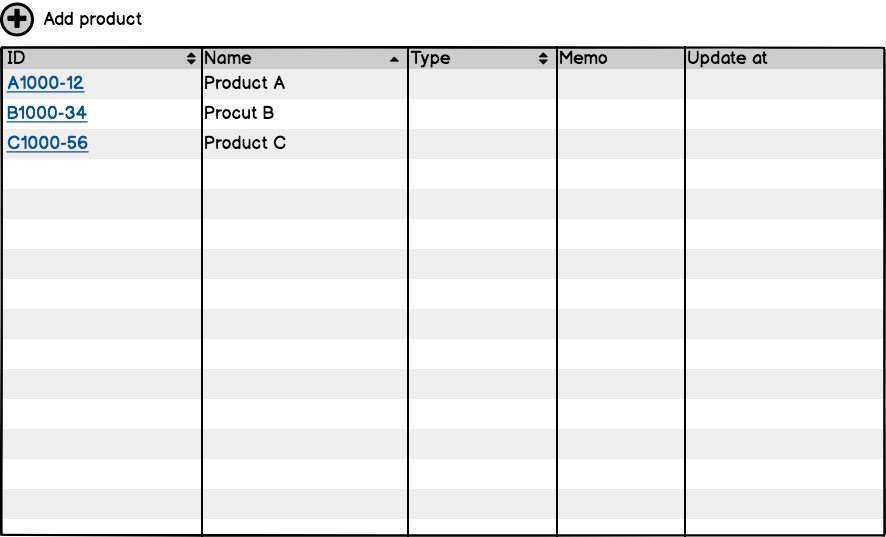 Add product
ID Name Type Memo Update at
A1000-12 Product A
B1000-34 Procut B
C1000-56 Product C